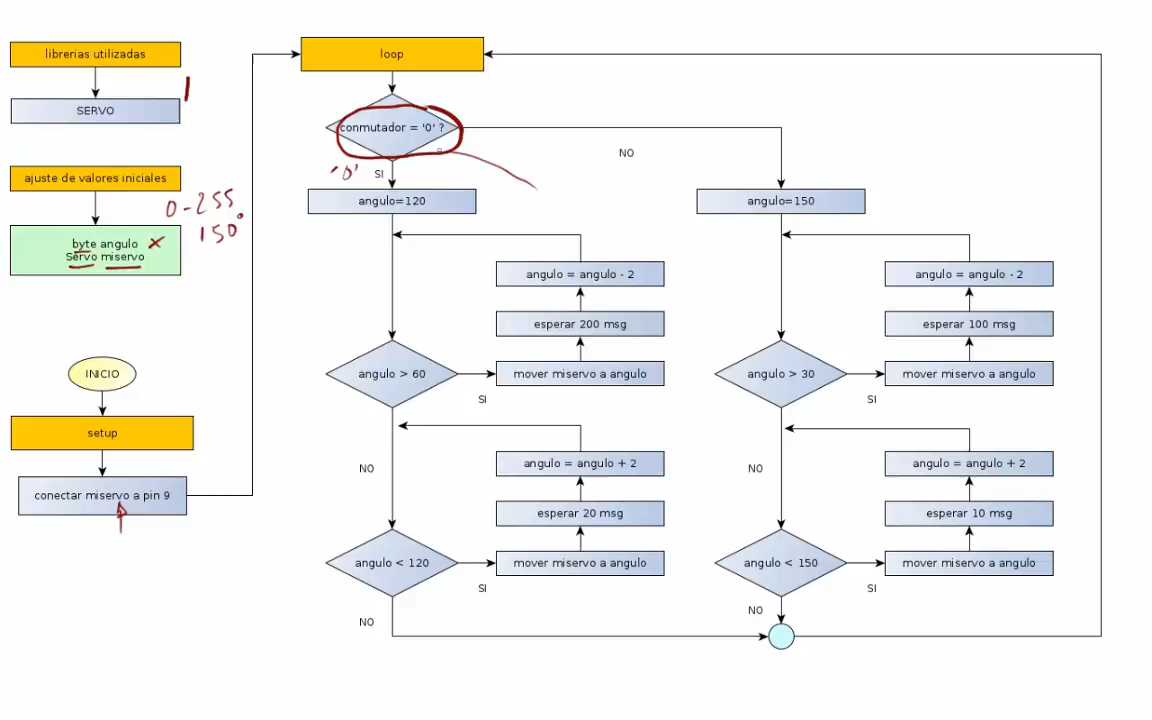 librerias utilizadas
SERVO
1
ajuste de valores iniciales
0-255
150°
byte angulo x
Servo miservo
INICIO
setup
conectar miservo a pin 9
loop
conmutador = '0' ?
'0'
SI
NO
angulo=120
angulo = angulo - 2
esperar 200 msg
angulo > 60
mover miservo a angulo
SI
NO
angulo = angulo + 2
esperar 20 msg
angulo < 120
mover miservo a angulo
SI
NO
angulo=150
angulo = angulo - 2
esperar 100 msg
angulo > 30
mover miservo a angulo
SI
NO
angulo = angulo + 2
esperar 10 msg
angulo < 150
mover miservo a angulo
SI
NO